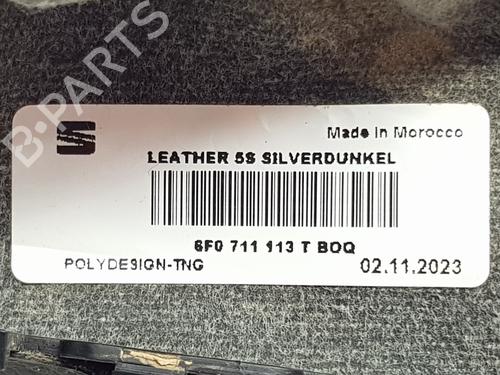 B-PARTS
Made in Morocco
LEATHER 5S SILVERDUNKEL
6F0 711 113 T BOQ
POLYDESIGN-TNG
02.11.2023